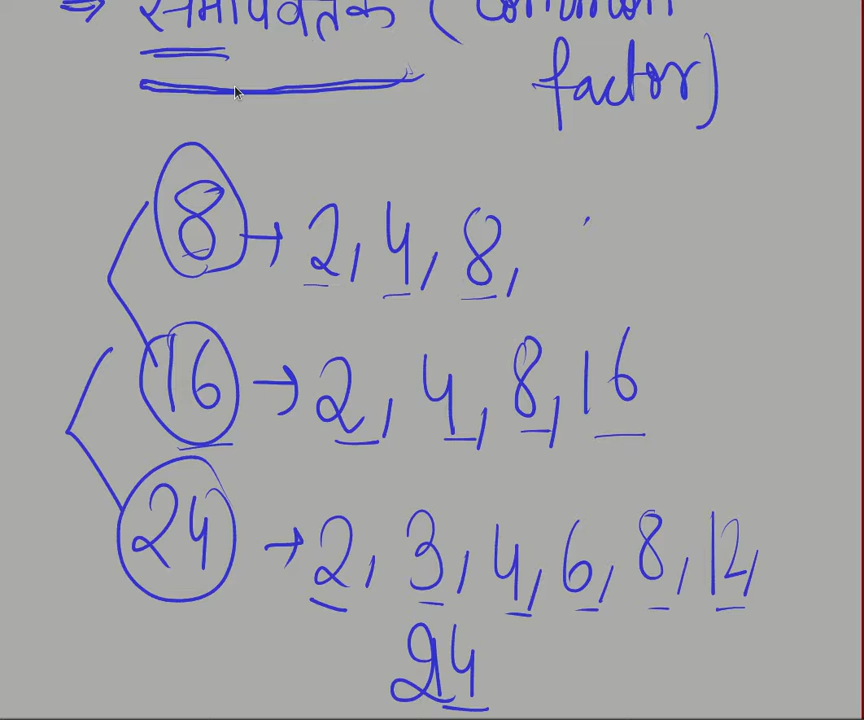 ⇒ समापवर्तक (Common
factor)
8 → 2, 4, 8,
16 → 2, 4, 8, 16
24 → 2, 3, 4, 6, 8, 12,
24